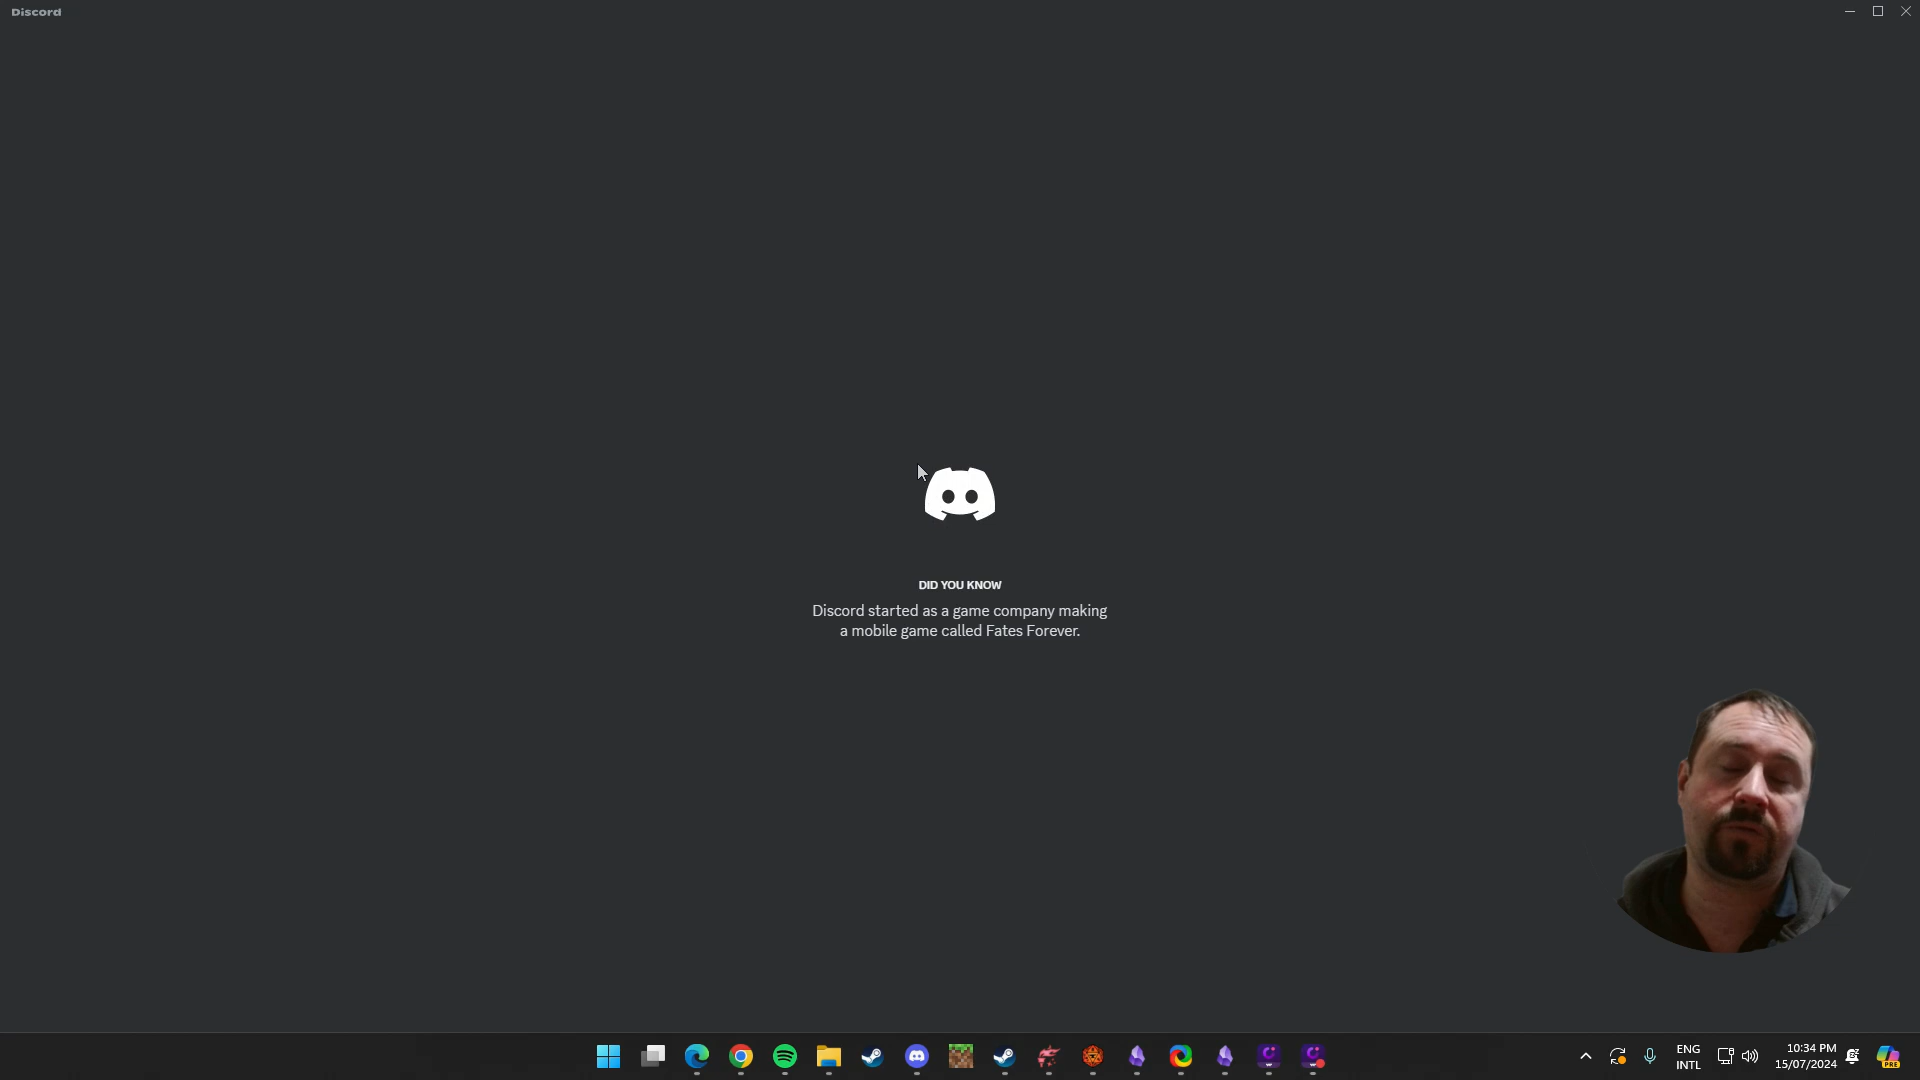 Discord
DID YOU KNOW
Discord started as a game company making
a mobile game called Fates Forever.
ENG
INTL
10:34 PM
15/07/2024
PRE